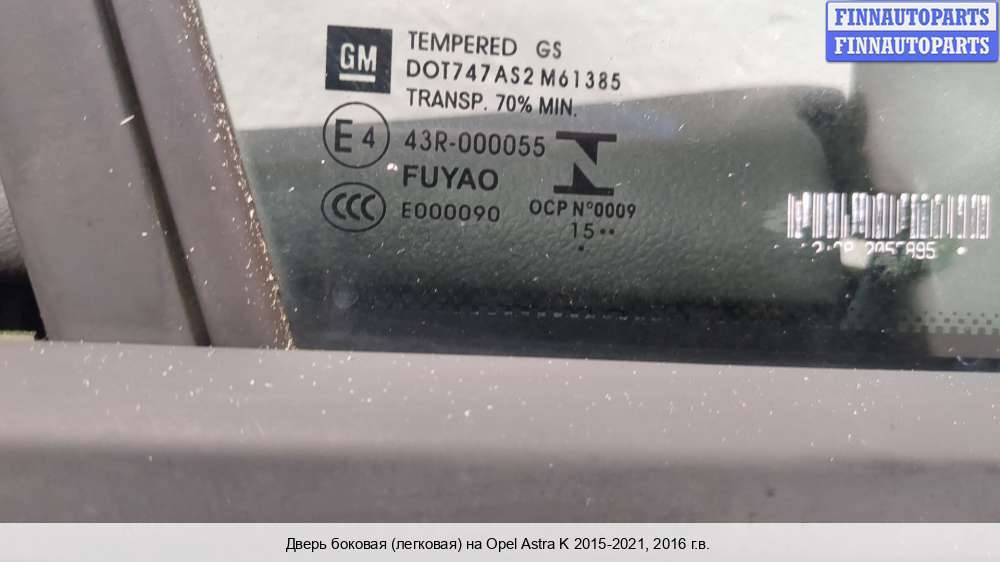 FINNAUTOPARTS
FINNAUTOPARTS
GM
TEMPERED GS
DOT747AS2 M61385
TRANSP. 70% MIN.
E4
43R-000055
FUYAO
CCC
E000090
OCP N°0009
15••
•
Дверь боковая (легковая) на Opel Astra K 2015-2021, 2016 г.в.